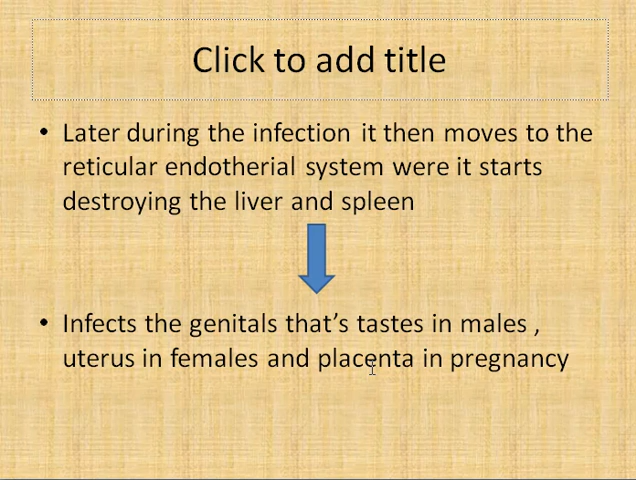 Click to add title
• Later during the infection it then moves to the
reticular endotherial system were it starts
destroying the liver and spleen
• Infects the genitals that's tastes in males ,
uterus in females and placenta in pregnancy